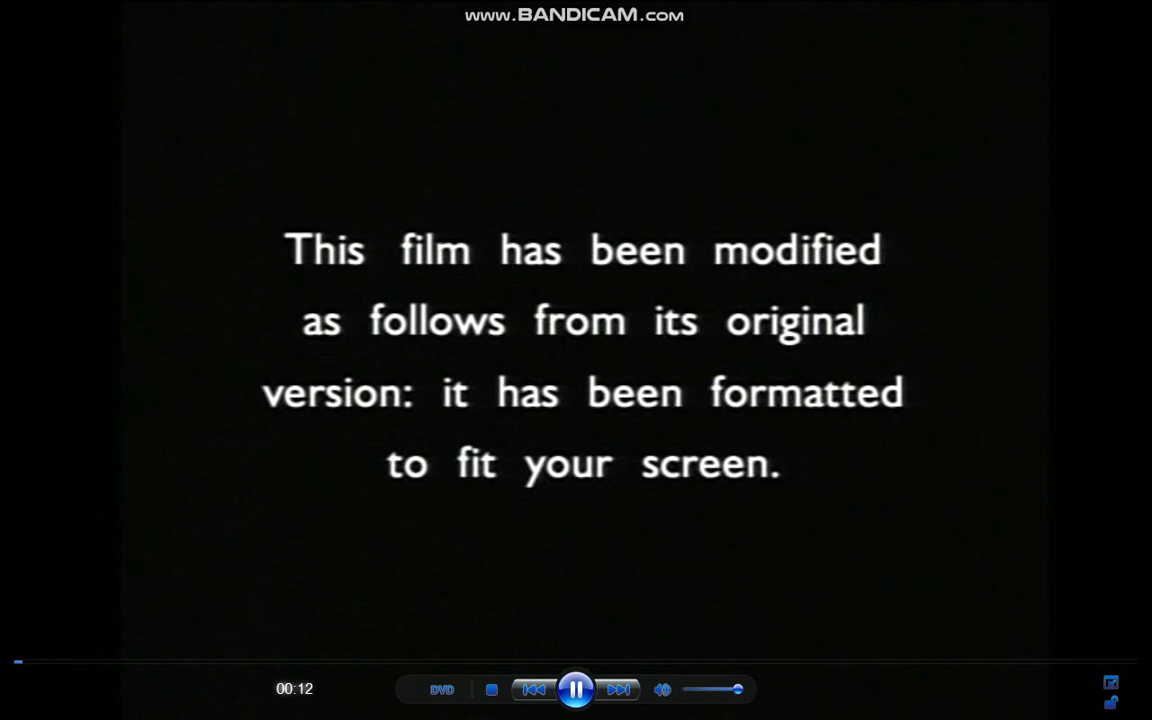 www.BANDICAM.com
This film has been modified
as follows from its original
version: it has been formatted
to fit your screen.
00:12
DVD